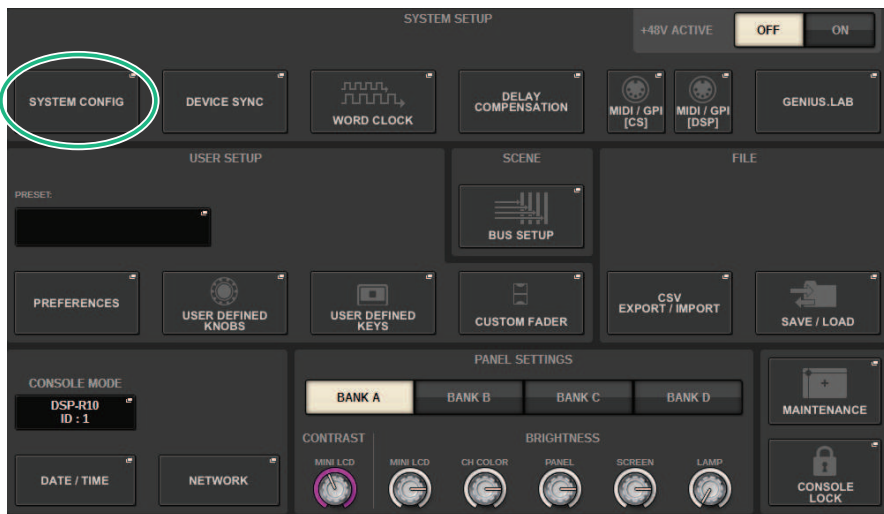 SYSTEM SETUP
+48V ACTIVE
OFF
ON
SYSTEM CONFIG
DEVICE SYNC
WORD CLOCK
DELAY
COMPENSATION
MIDI / GPI
[CS]
MIDI / GPI
[DSP]
GENIUS.LAB
USER SETUP
SCENE
FILE
PRESET:
BUS SETUP
PREFERENCES
USER DEFINED
KNOBS
USER DEFINED
KEYS
CUSTOM FADER
CSV
EXPORT / IMPORT
SAVE / LOAD
CONSOLE MODE
DSP-R10
ID : 1
DATE / TIME
NETWORK
PANEL SETTINGS
BANK A
BANK B
BANK C
BANK D
CONTRAST
BRIGHTNESS
MINI LCD
MINI LCD
CH COLOR
PANEL
SCREEN
LAMP
MAINTENANCE
CONSOLE
LOCK